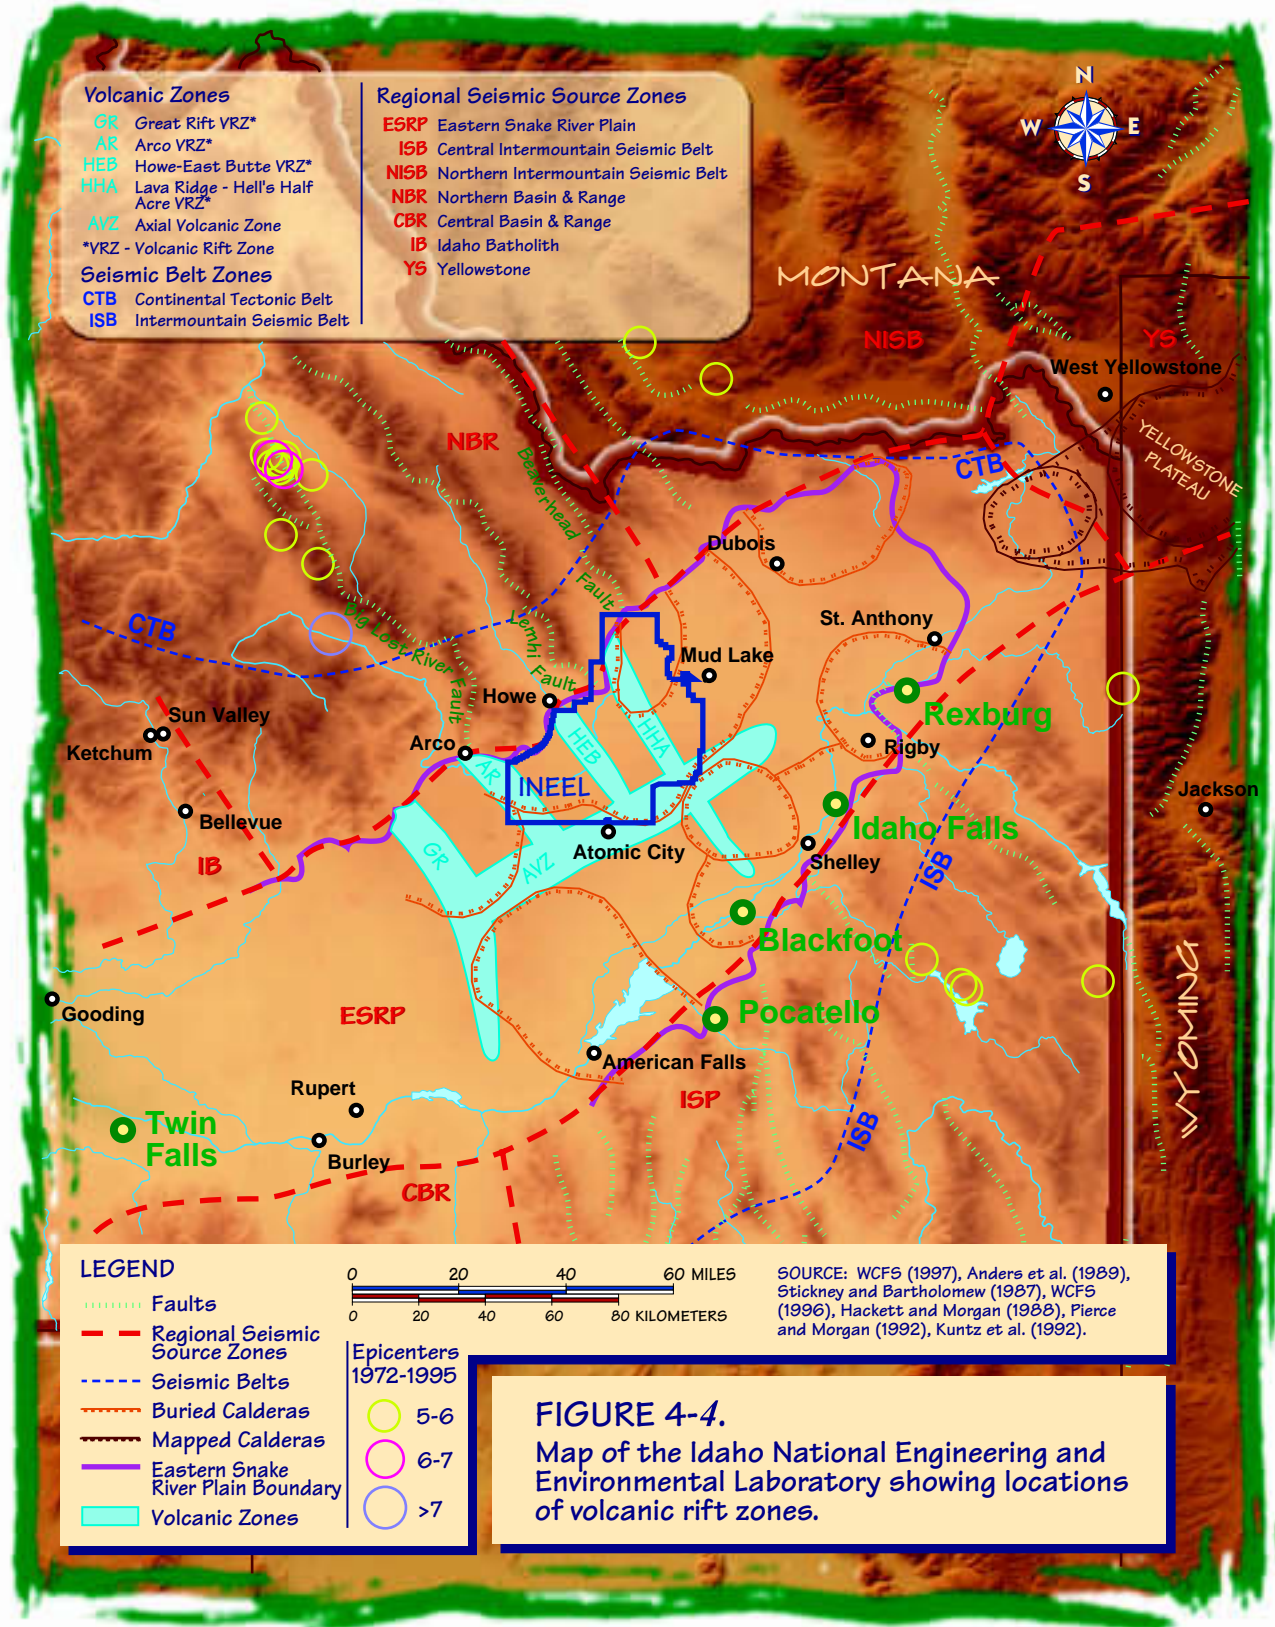 Volcanic Zones
GR Great Rift VRZ*
AR Arco VRZ*
HEB Howe-East Butte VRZ*
HHA Lava Ridge - Hell's Half
Acre VRZ*
AVZ Axial Volcanic Zone
*VRZ - Volcanic Rift Zone
Seismic Belt Zones
CTB Continental Tectonic Belt
ISB Intermountain Seismic Belt
Regional Seismic Source Zones
ESRP Eastern Snake River Plain
ISB Central Intermountain Seismic Belt
NISB Northern Intermountain Seismic Belt
NBR Northern Basin & Range
CBR Central Basin & Range
IB Idaho Batholith
YS Yellowstone
N
W E
S
MONTANA
NISB
YS
West Yellowstone
NBR
YELLOWSTONE
PLATEAU
CTB
Beaverhead
Fault
Dubois
CTB
Big Lost River Fault
Lemhi Fault
St. Anthony
Mud Lake
Howe
Rexburg
Sun Valley
Ketchum
Arco
Rigby
HHA
HEB
AR
INEEL
Jackson
Bellevue
Idaho Falls
Atomic City
Shelley
IB
GR
AVZ
ISB
Blackfoot
WYOMING
Gooding
ESRP
Pocatello
American Falls
Rupert
ISP
Twin
Falls
Burley
ISB
CBR
LEGEND
Faults
Regional Seismic
Source Zones
Seismic Belts
Buried Calderas
Mapped Calderas
Eastern Snake
River Plain Boundary
Volcanic Zones
0 20 40 60 MILES
0 20 40 60 80 KILOMETERS
Epicenters
1972-1995
5-6
6-7
>7
SOURCE: WCFS (1997), Anders et al. (1989),
Stickney and Bartholomew (1987), WCFS
(1996), Hackett and Morgan (1988), Pierce
and Morgan (1992), Kuntz et al. (1992).
FIGURE 4-4.
Map of the Idaho National Engineering and
Environmental Laboratory showing locations
of volcanic rift zones.